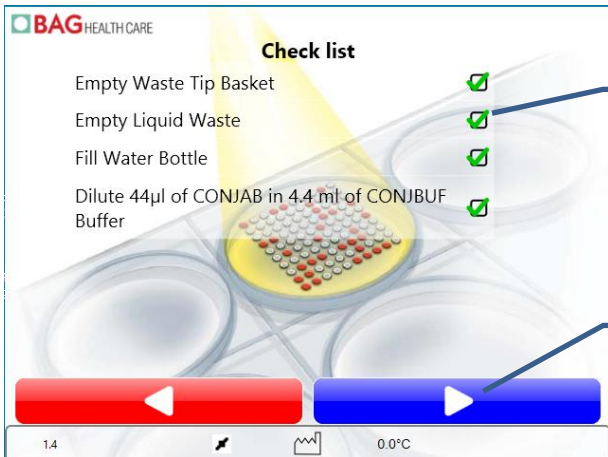 BAG HEALTH CARE
Check list
Empty Waste Tip Basket
Empty Liquid Waste
Fill Water Bottle
Dilute 44µl of CONJAB in 4.4 ml of CONJBUF
Buffer
1.4 0.0°C